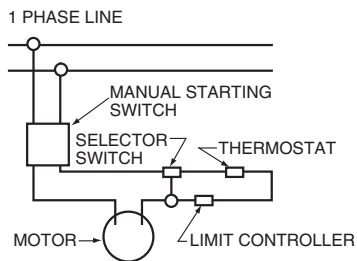 1 PHASE LINE
MANUAL STARTING
SWITCH
SELECTOR
SWITCH
THERMOSTAT
MOTOR
LIMIT CONTROLLER